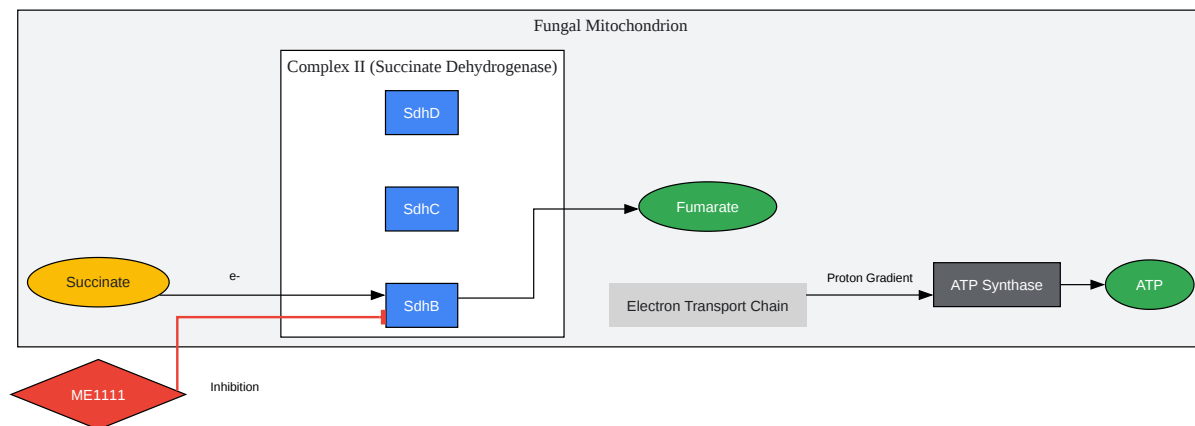 Fungal Mitochondrion
Complex II (Succinate Dehydrogenase)
SdhD
SdhC
Fumarate
Succinate
e-
SdhB
Electron Transport Chain
Proton Gradient
ATP Synthase
ATP
ME1111
Inhibition